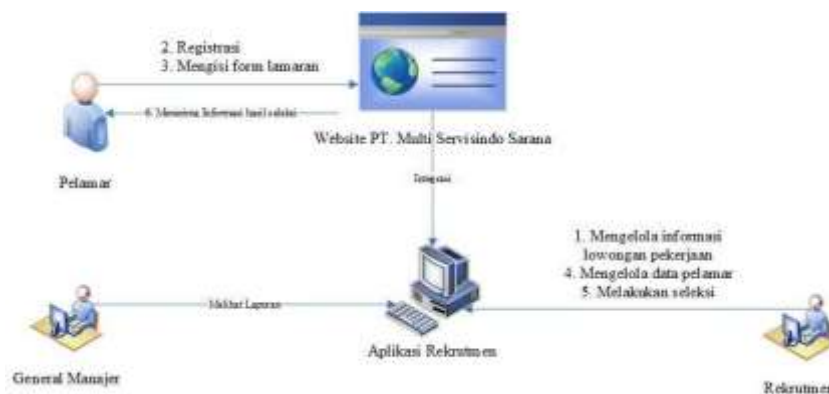 2. Registrasi
3. Mengisi form lamaran
6. Menerima Informasi hasil seleksi
Website PT. Multi Servisindo Sarana
Pelamar
Integrasi
1. Mengelola informasi
lowongan pekerjaan
4. Mengelola data pelamar
5. Melakukan seleksi
Melihat Laporan
Aplikasi Rekrutmen
General Manajer
Rekrutmen